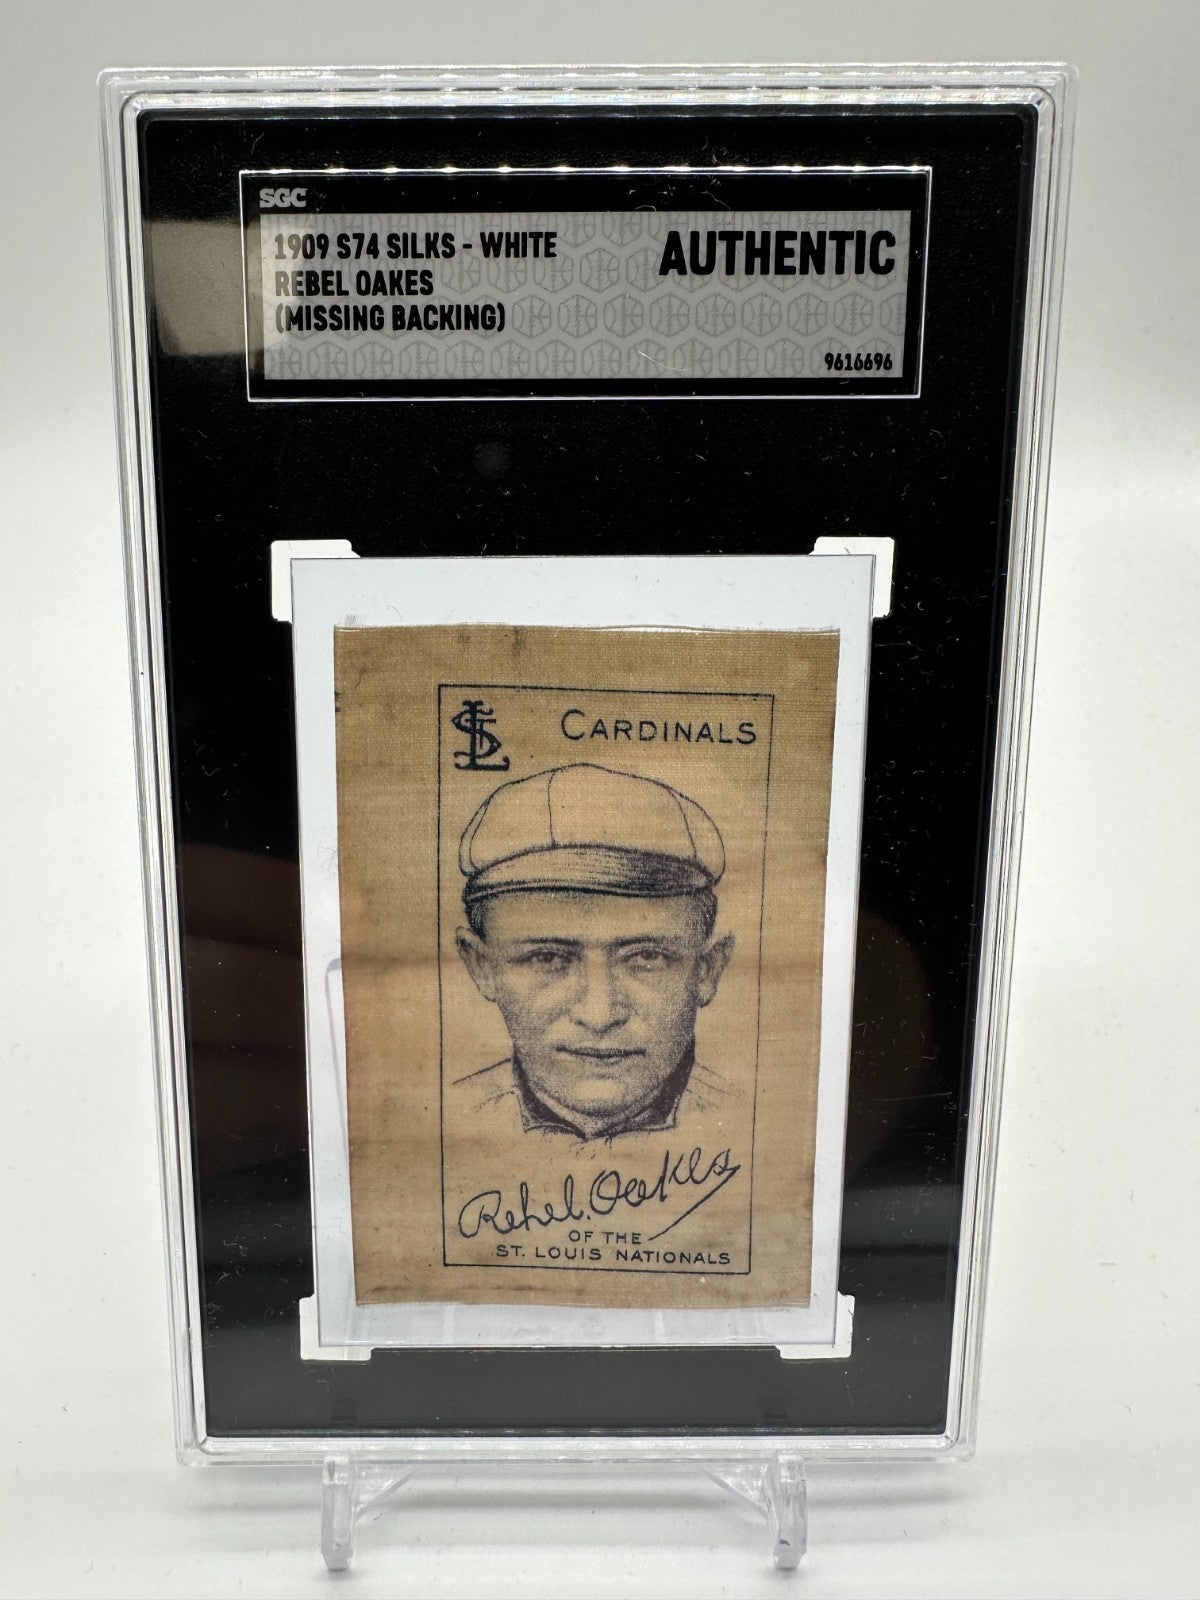 SGC
1909 S74 SILKS - WHITE
REBEL OAKES
(MISSING BACKING)
AUTHENTIC
9616696
STL
CARDINALS
Rebel. Oakes
OF THE
ST. LOUIS NATIONALS